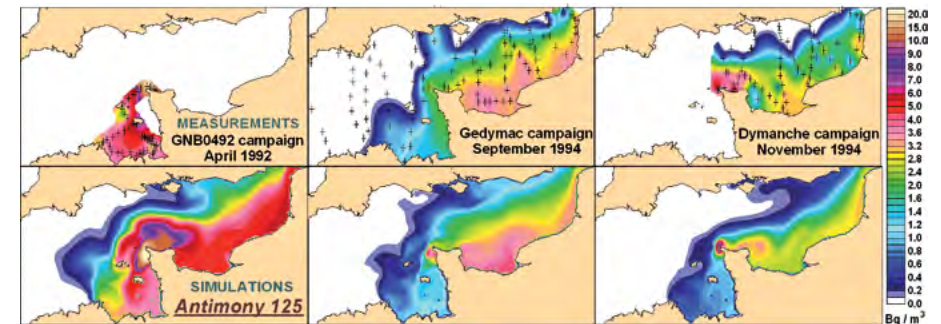 MEASUREMENTS
GNB0492 campaign
April 1992
Gedymac campaign
September 1994
Dymanche campaign
November 1994
SIMULATIONS
Antimony 125
20.0
15.0
10.0
9.0
8.0
7.0
6.0
5.0
4.0
3.6
3.2
2.8
2.4
2.0
1.8
1.6
1.4
1.2
1.0
0.8
0.6
0.4
0.2
0.0
Bq / m³